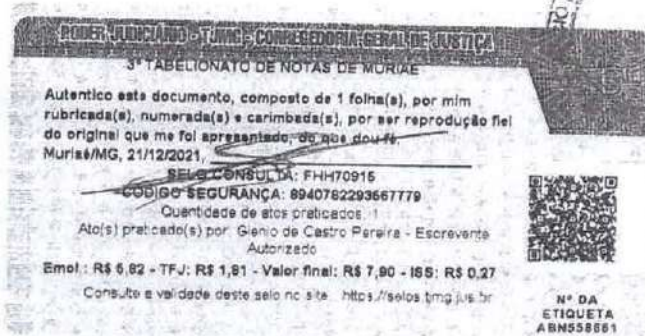 PODER JUDICIÁRIO - TJMG - CORREGEDORIA GERAL DE JUSTIÇA
3º TABELIONATO DE NOTAS DE MURIAÉ
Autentico este documento, composto de 1 folha(s), por mim
rubricada(s), numerada(s) e carimbada(s), por ser reprodução fiel
do original que me foi apresentado, do que dou fé.
Muriaé/MG, 21/12/2021,
SELO CONSULTA: FHH70915
CÓDIGO SEGURANÇA: 8940782293667779
Quantidade de atos praticados: 1
Ato(s) praticado(s) por: Glenio de Castro Pereira - Escrevente
Autorizado
Emol.: R$ 5,82 - TFJ: R$ 1,81 - Valor final: R$ 7,90 - ISS: R$ 0,27
Consulte a validade deste selo no site: https://selos.tjmg.jus.br
Nº DA
ETIQUETA
ABN558661